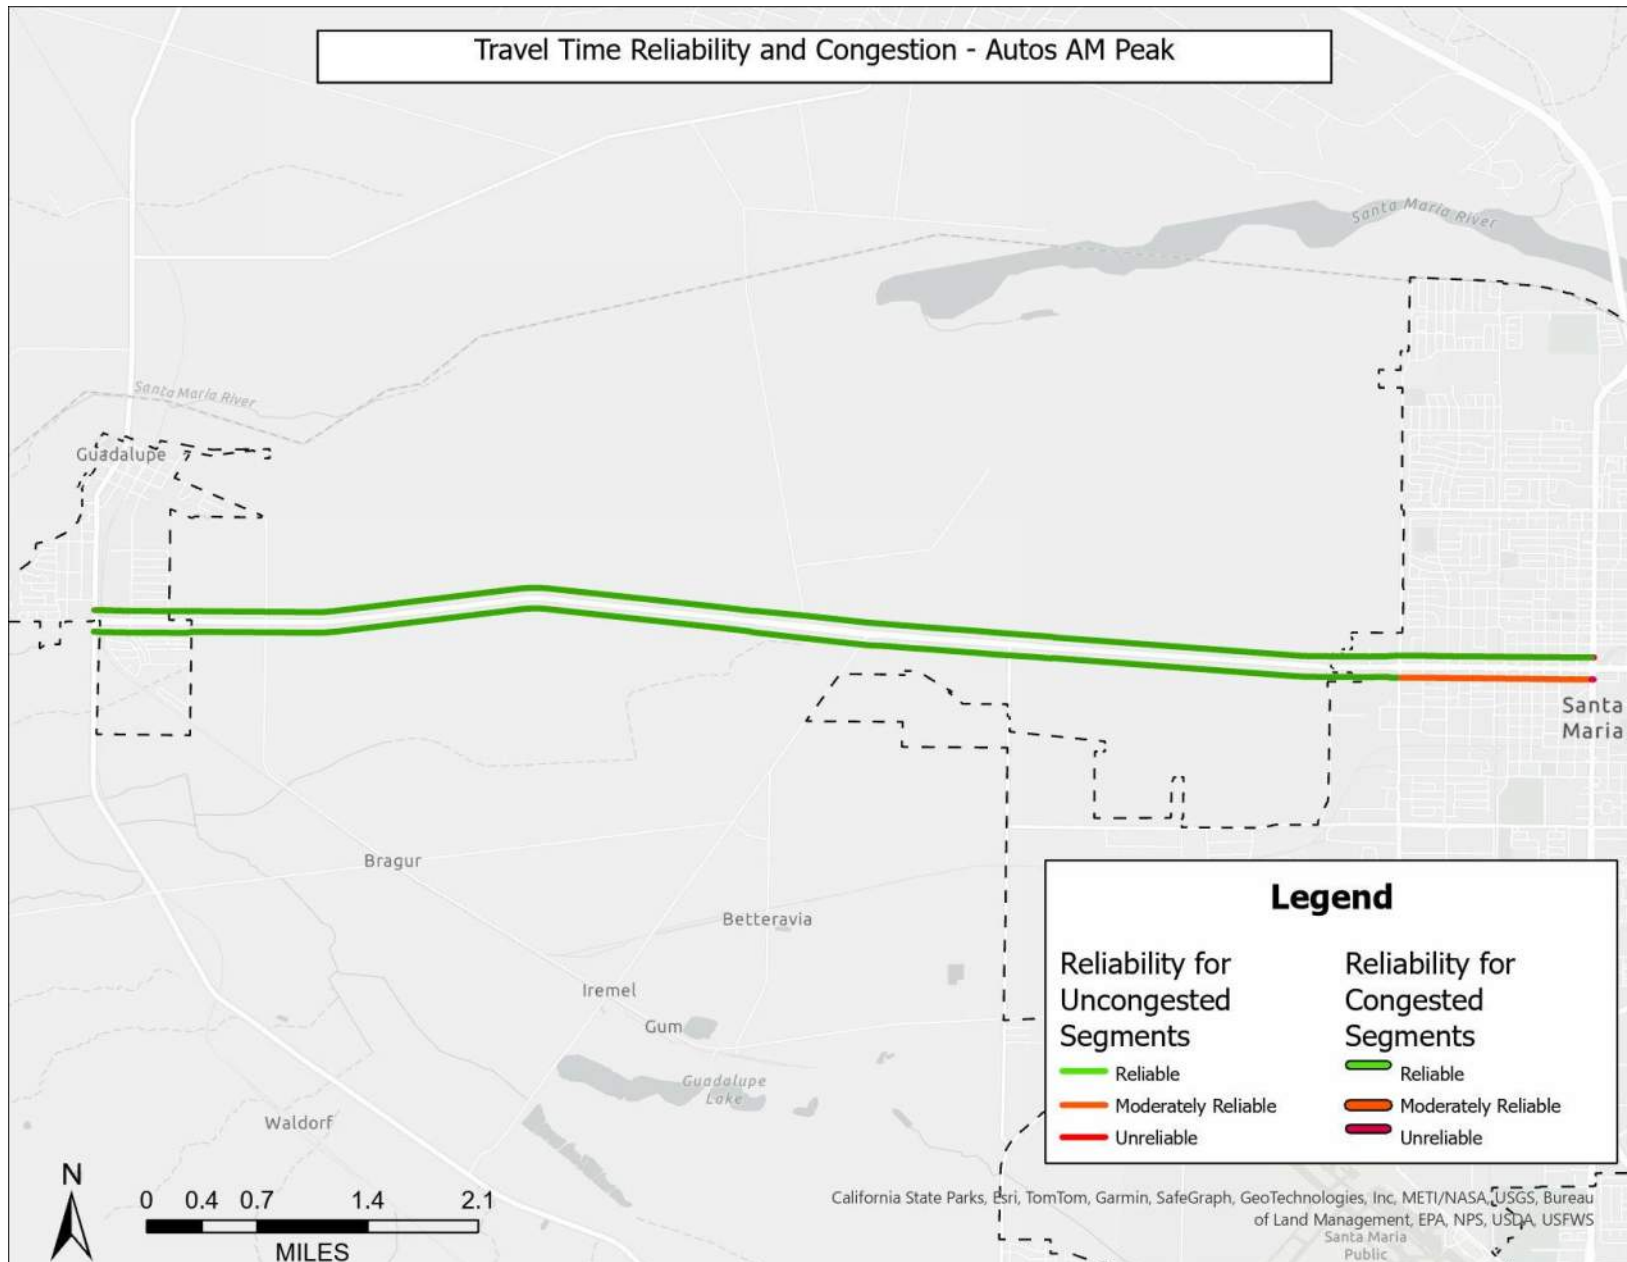 Travel Time Reliability and Congestion - Autos AM Peak
Santa Maria River
Santa Maria River
Guadalupe
Santa
Maria
Bragur
Betteravia
Iremel
Gum
Guadalupe
Lake
Waldorf
Legend
Reliability for
Uncongested
Segments
Reliable
Moderately Reliable
Unreliable
Reliability for
Congested
Segments
Reliable
Moderately Reliable
Unreliable
N
0 0.4 0.7 1.4 2.1
MILES
California State Parks, Esri, TomTom, Garmin, SafeGraph, GeoTechnologies, Inc, METI/NASA, USGS, Bureau
of Land Management, EPA, NPS, USDA, USFWS
Santa Maria
Public